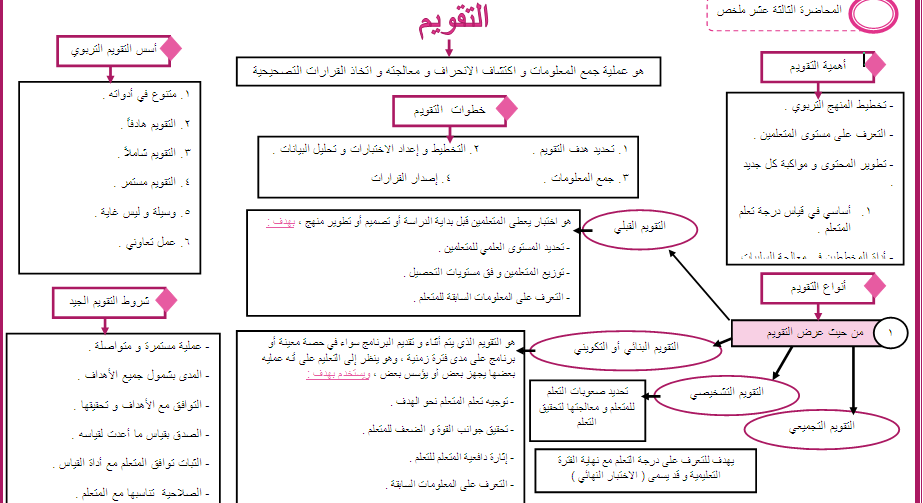 المحاضرة الثالثة عشر ملخص
التقويم
هو عملية جمع المعلومات و اكتشاف الانحراف و معالجته و اتخاذ القرارات التصحيحية
أهمية التقويم
- تخطيط المنهج التربوي .
- التعرف على مستوى المتعلمين .
- تطوير المحتوى و مواكبة كل جديد
.
١. أساسي في قياس درجة تعلم
المتعلم .
- أداة المخططين في معالجة السلبيات
خطوات التقويم
١. تحديد هدف التقويم . ٢. التخطيط و إعداد الاختبارات و تحليل البيانات .
٣. جمع المعلومات . ٤. إصدار القرارات
أسس التقويم التربوي
١. متنوع في أدواته .
٢. التقويم هادفاً .
٣. التقويم شاملاً .
٤. التقويم مستمر .
٥. وسيلة و ليس غاية .
٦. عمل تعاوني .
أنواع التقويم
١
من حيث عرض التقويم
التقويم القبلي
هو اختبار يعطى المتعلمين قبل بداية الدراسة أو تصميم أو تطوير منهج ، يهدف :
- تحديد المستوى العلمي للمتعلمين .
- توزيع المتعلمين و فق مستويات التحصيل .
- التعرف على المعلومات السابقة للمتعلم .
التقويم البنائي أو التكويني
هو التقويم الذي يتم أثناء و تقديم البرنامج سواء في حصة معينة أو
برنامج على مدى فترة زمنية ، وهو ينظر إلى التعليم على أنه عمليه
بعضها يجهز بعض أو يؤسس بعض ، ويستخدم بهدف :
- توجيه تعلم المتعلم نحو الهدف .
- تحقيق جوانب القوة و الضعف للمتعلم .
- إثارة دافعية المتعلم للتعلم .
- التعرف على المعلومات السابقة .
التقويم التشخيصي
تحديد صعوبات التعلم
للمتعلم و معالجتها لتحقيق
التعلم
التقويم التجميعي
يهدف للتعرف على درجة التعلم مع نهاية الفترة
التعليمية و قد يسمى ( الاختبار النهائي )
شروط التقويم الجيد
- عملية مستمرة و متواصلة .
- المدى بشمول جميع الأهداف .
- التوافق مع الأهداف و تحقيقها .
- الصدق بقياس ما أعدت لقياسه .
- الثبات توافق المتعلم مع أداة القياس .
- الصلاحية تناسبها مع المتعلم .